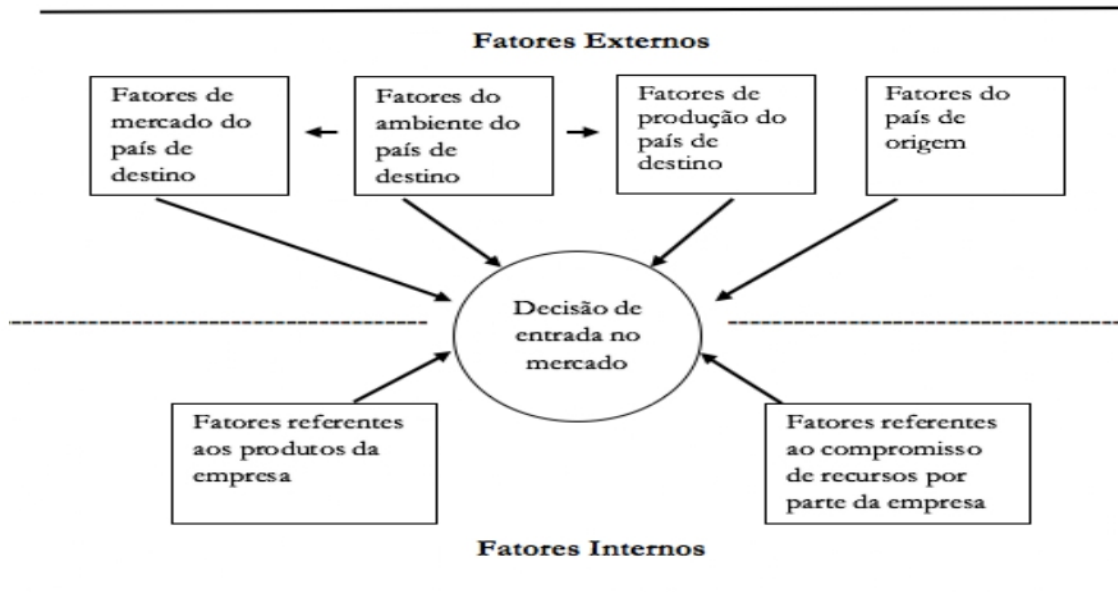 Fatores Externos
Fatores de
mercado do
país de
destino
Fatores do
ambiente do
país de
destino
Fatores de
produção do
país de
destino
Fatores do
país de
origem
Decisão de
entrada no
mercado
Fatores referentes
aos produtos da
empresa
Fatores referentes
ao compromisso
de recursos por
parte da empresa
Fatores Internos